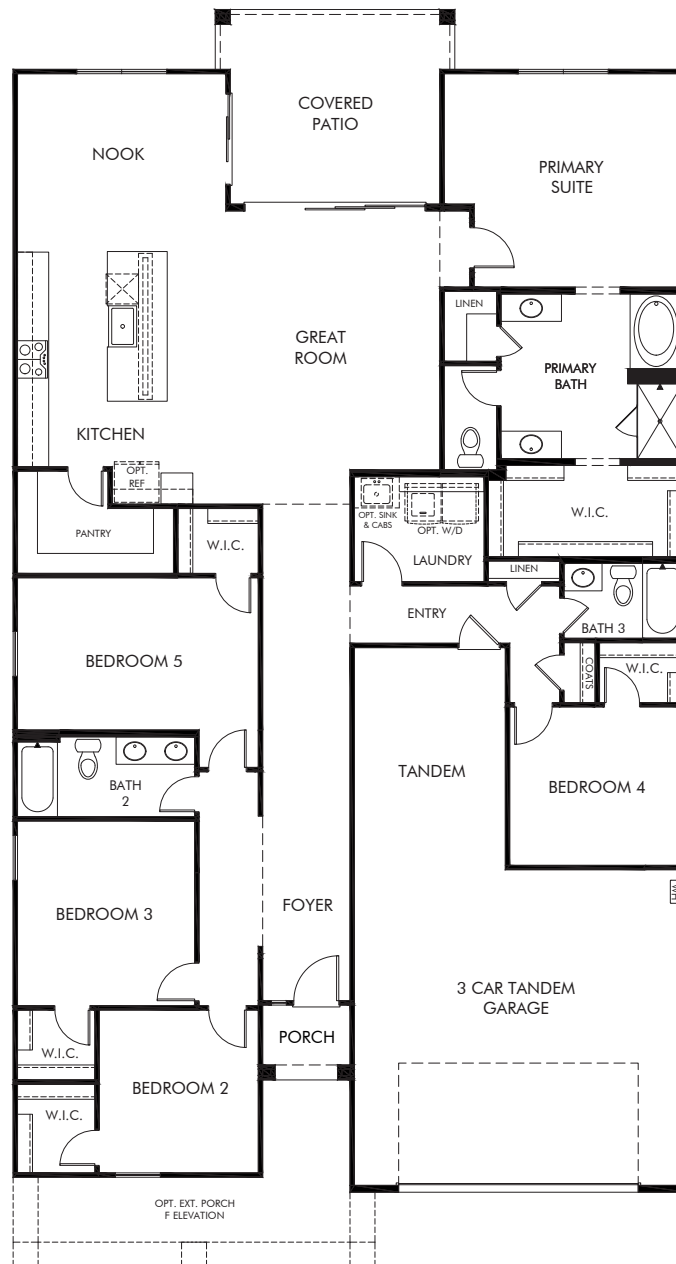 COVERED
PATIO
NOOK
PRIMARY
SUITE
LINEN
GREAT
ROOM
PRIMARY
BATH
KITCHEN
OPT.
REF
PANTRY
W.I.C.
OPT. SINK
& CABS
OPT. W/D
LAUNDRY
W.I.C.
LINEN
ENTRY
BATH 3
BEDROOM 5
COATS
W.I.C.
TANDEM
BEDROOM 4
BATH
2
WH
BEDROOM 3
FOYER
3 CAR TANDEM
GARAGE
PORCH
W.I.C.
BEDROOM 2
W.I.C.
OPT. EXT. PORCH
F ELEVATION